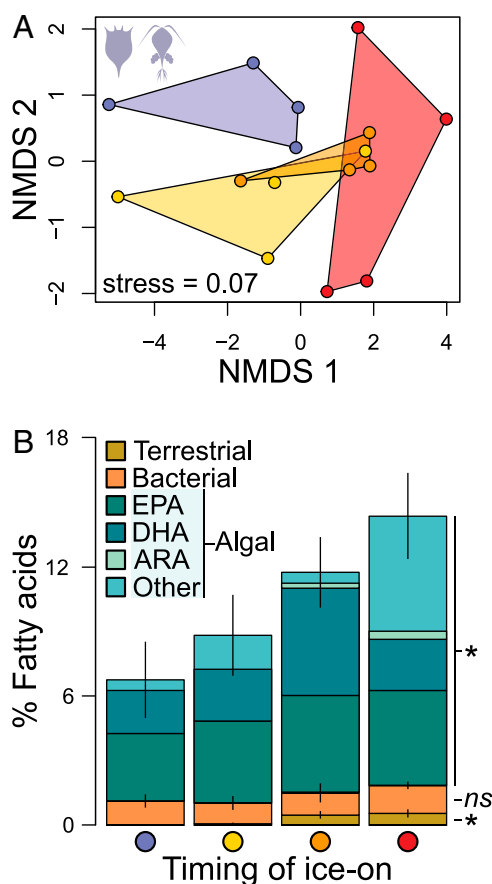 A
2
1
0
−1
−2
NMDS 2
stress = 0.07
−4 −2 0 2 4
NMDS 1
B
18
12
6
0
% Fatty acids
Terrestrial
Bacterial
EPA
DHA
ARA
Other
Algal
*
ns
*
Timing of ice-on